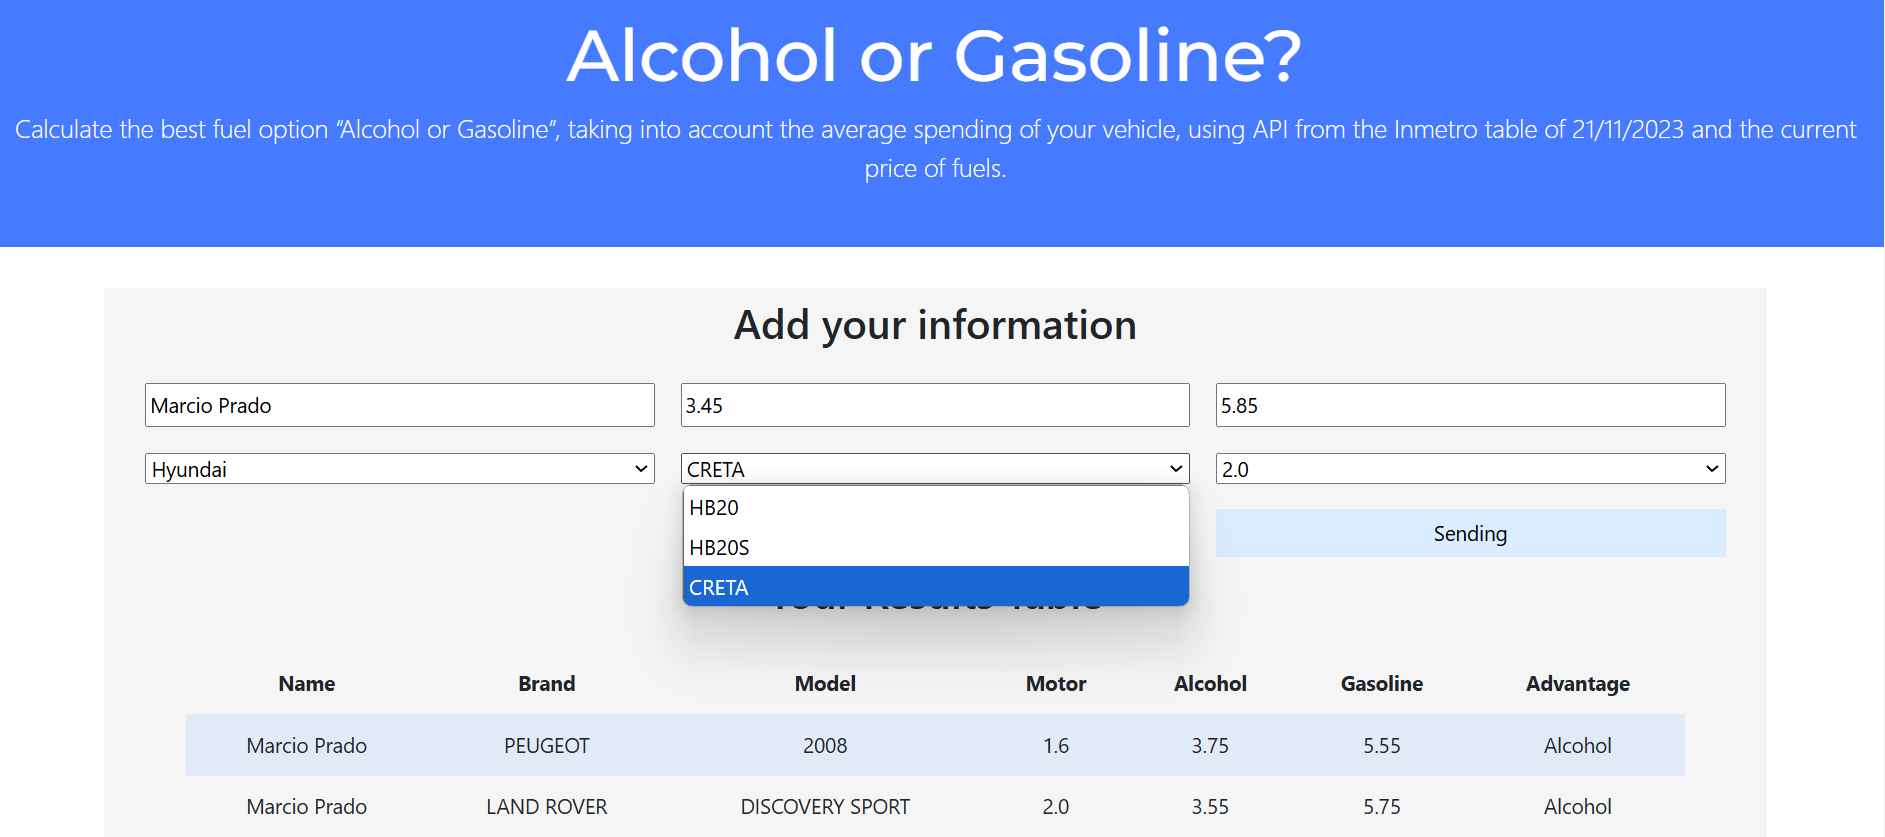 Alcohol or Gasoline?
Calculate the best fuel option “Alcohol or Gasoline”, taking into account the average spending of your vehicle, using API from the Inmetro table of 21/11/2023 and the current
price of fuels.
Add your information
Marcio Prado 3.45 5.85
Hyundai CRETA 2.0
HB20
HB20S
CRETA
Sending
Your Results Table
Name Brand Model Motor Alcohol Gasoline Advantage
Marcio Prado PEUGEOT 2008 1.6 3.75 5.55 Alcohol
Marcio Prado LAND ROVER DISCOVERY SPORT 2.0 3.55 5.75 Alcohol